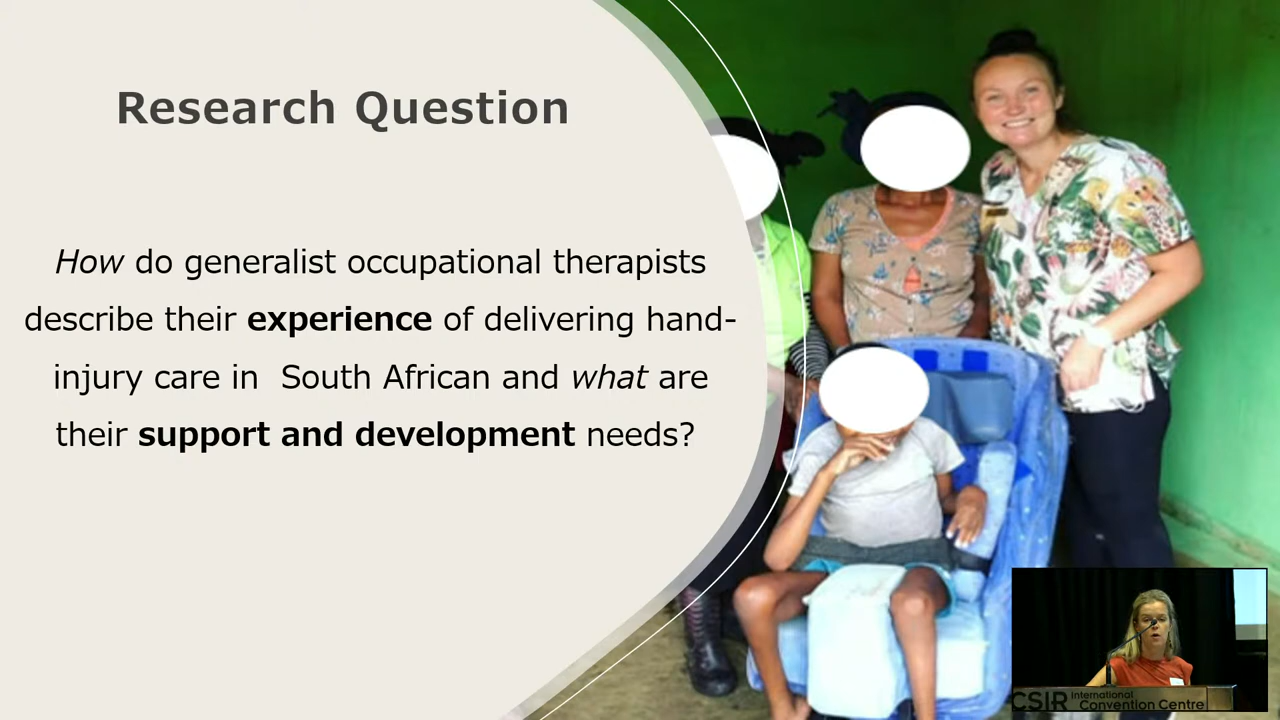 Research Question
How do generalist occupational therapists
describe their experience of delivering hand-
injury care in  South African and what are
their support and development needs?
CSIR International
Convention Centre